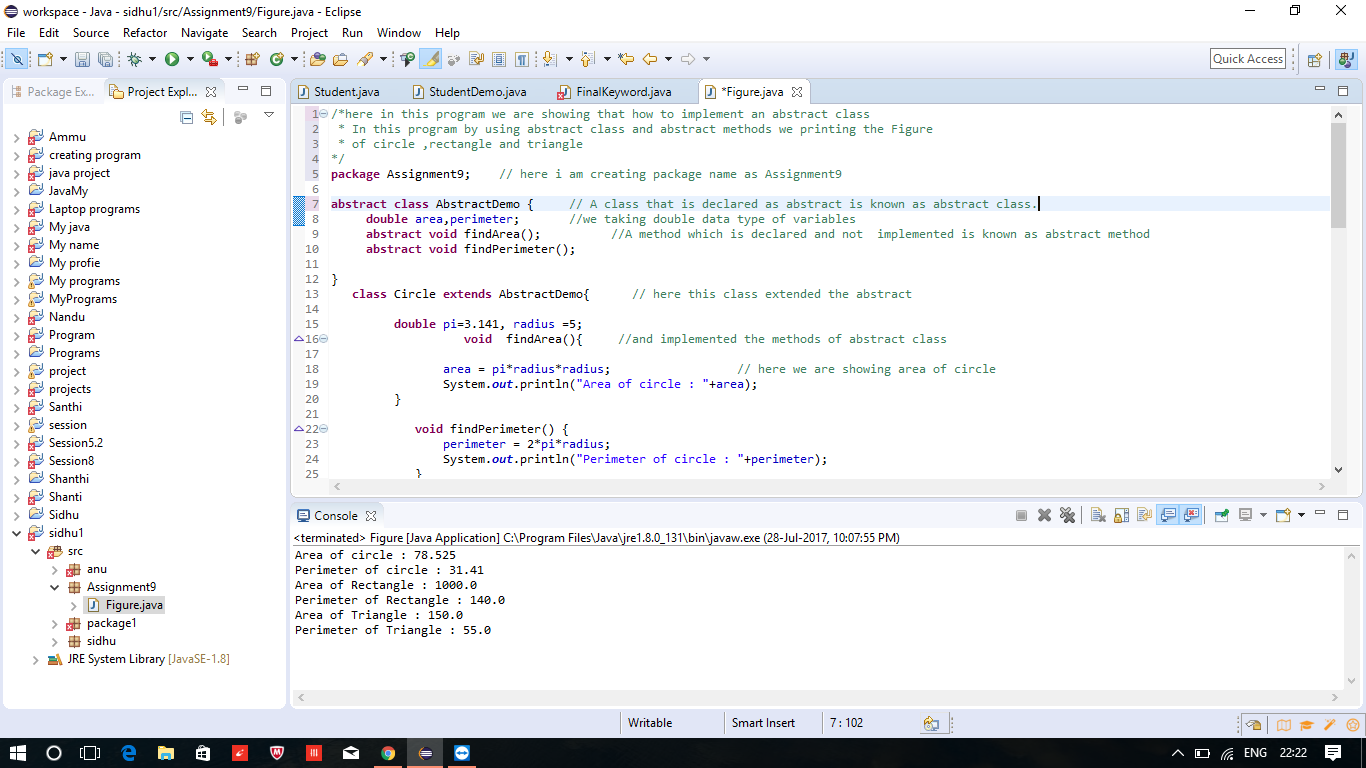 workspace - Java - sidhu1/src/Assignment9/Figure.java - Eclipse
File Edit Source Refactor Navigate Search Project Run Window Help
Quick Access
Package Ex... Project Expl...
Ammu
creating program
java project
JavaMy
Laptop programs
My java
My name
My profie
My programs
MyPrograms
Nandu
Program
Programs
project
projects
Santhi
session
Session5.2
Session8
Shanthi
Shanti
Sidhu
sidhu1
src
anu
Assignment9
Figure.java
package1
sidhu
JRE System Library [JavaSE-1.8]
Student.java StudentDemo.java FinalKeyword.java *Figure.java
1 /*here in this program we are showing that how to implement an abstract class
2 * In this program by using abstract class and abstract methods we printing the Figure
3 * of circle ,rectangle and triangle
4 */
5 package Assignment9; // here i am creating package name as Assignment9
6
7 abstract class AbstractDemo { // A class that is declared as abstract is known as abstract class.
8 double area,perimeter; //we taking double data type of variables
9 abstract void findArea(); //A method which is declared and not implemented is known as abstract method
10 abstract void findPerimeter();
11
12 }
13 class Circle extends AbstractDemo{ // here this class extended the abstract
14
15 double pi=3.141, radius =5;
16 void findArea(){ //and implemented the methods of abstract class
17
18 area = pi*radius*radius; // here we are showing area of circle
19 System.out.println("Area of circle : "+area);
20 }
21
22 void findPerimeter() {
23 perimeter = 2*pi*radius;
24 System.out.println("Perimeter of circle : "+perimeter);
25 }
Console
<terminated> Figure [Java Application] C:\Program Files\Java\jre1.8.0_131\bin\javaw.exe (28-Jul-2017, 10:07:55 PM)
Area of circle : 78.525
Perimeter of circle : 31.41
Area of Rectangle : 1000.0
Perimeter of Rectangle : 140.0
Area of Triangle : 150.0
Perimeter of Triangle : 55.0
Writable Smart Insert 7 : 102
ENG 22:22